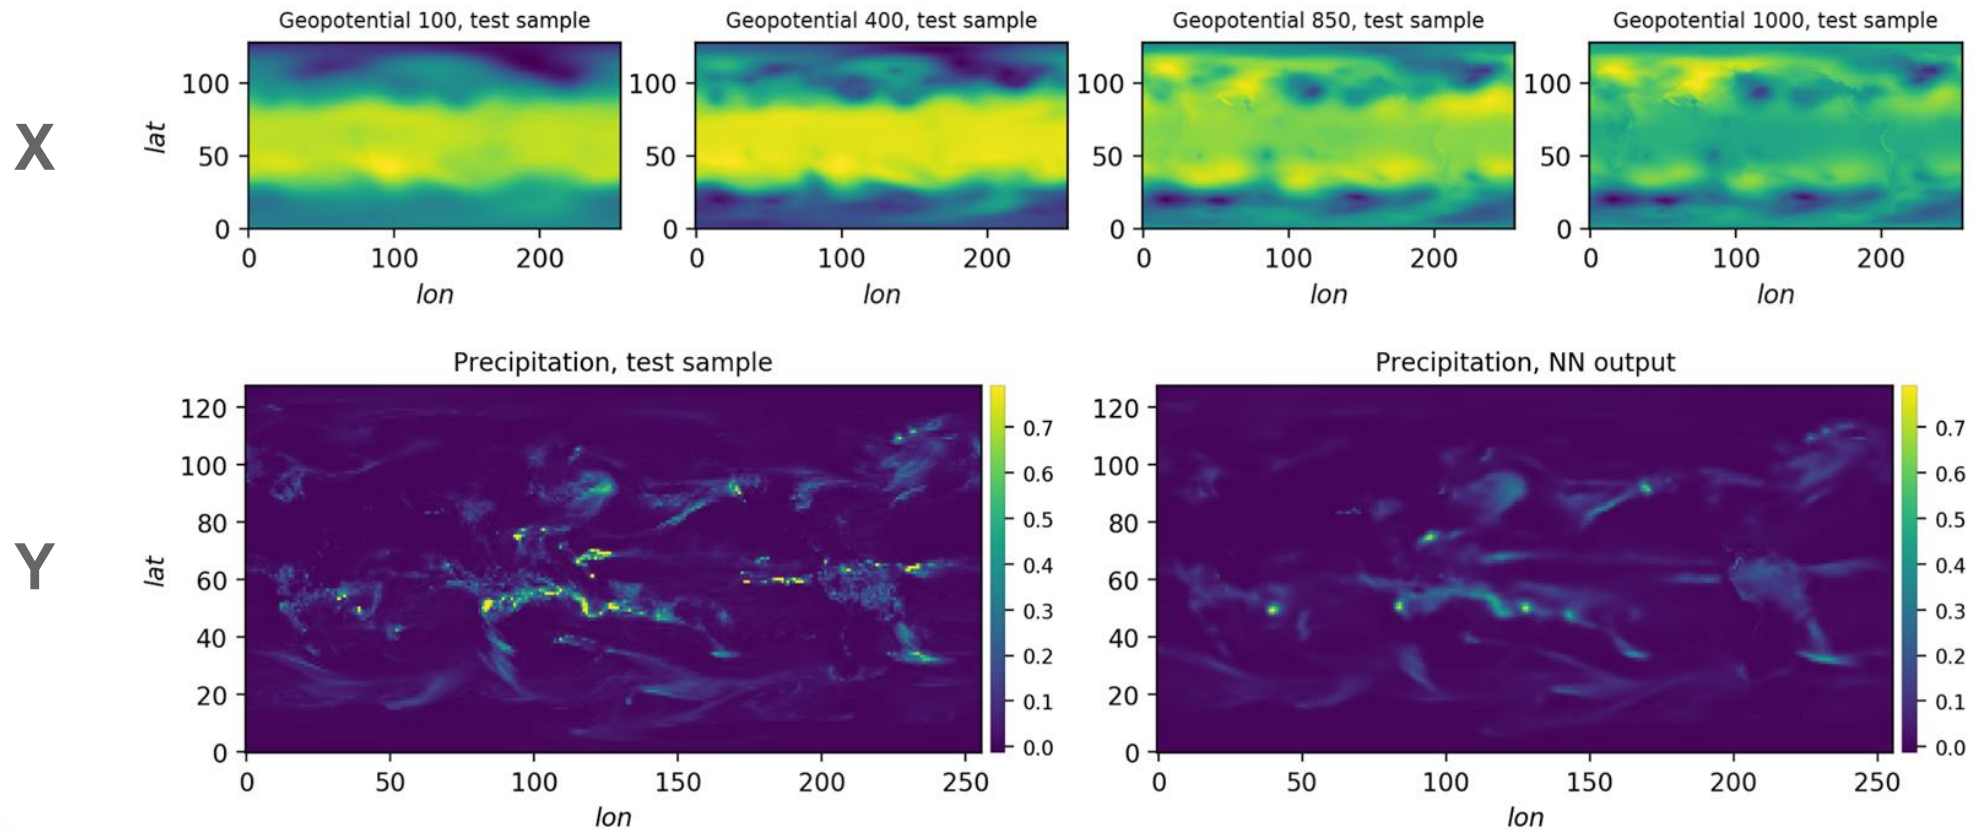 Geopotential 100, test sample
Geopotential 400, test sample
Geopotential 850, test sample
Geopotential 1000, test sample
X
lat
100
50
0
0 100 200
lon
100
50
0
0 100 200
lon
100
50
0
0 100 200
lon
100
50
0
0 100 200
lon
Precipitation, test sample
Precipitation, NN output
Y
lat
120
100
80
60
40
20
0
0 50 100 150 200 250
lon
0.7
0.6
0.5
0.4
0.3
0.2
0.1
0.0
lat
120
100
80
60
40
20
0
0 50 100 150 200 250
lon
0.7
0.6
0.5
0.4
0.3
0.2
0.1
0.0